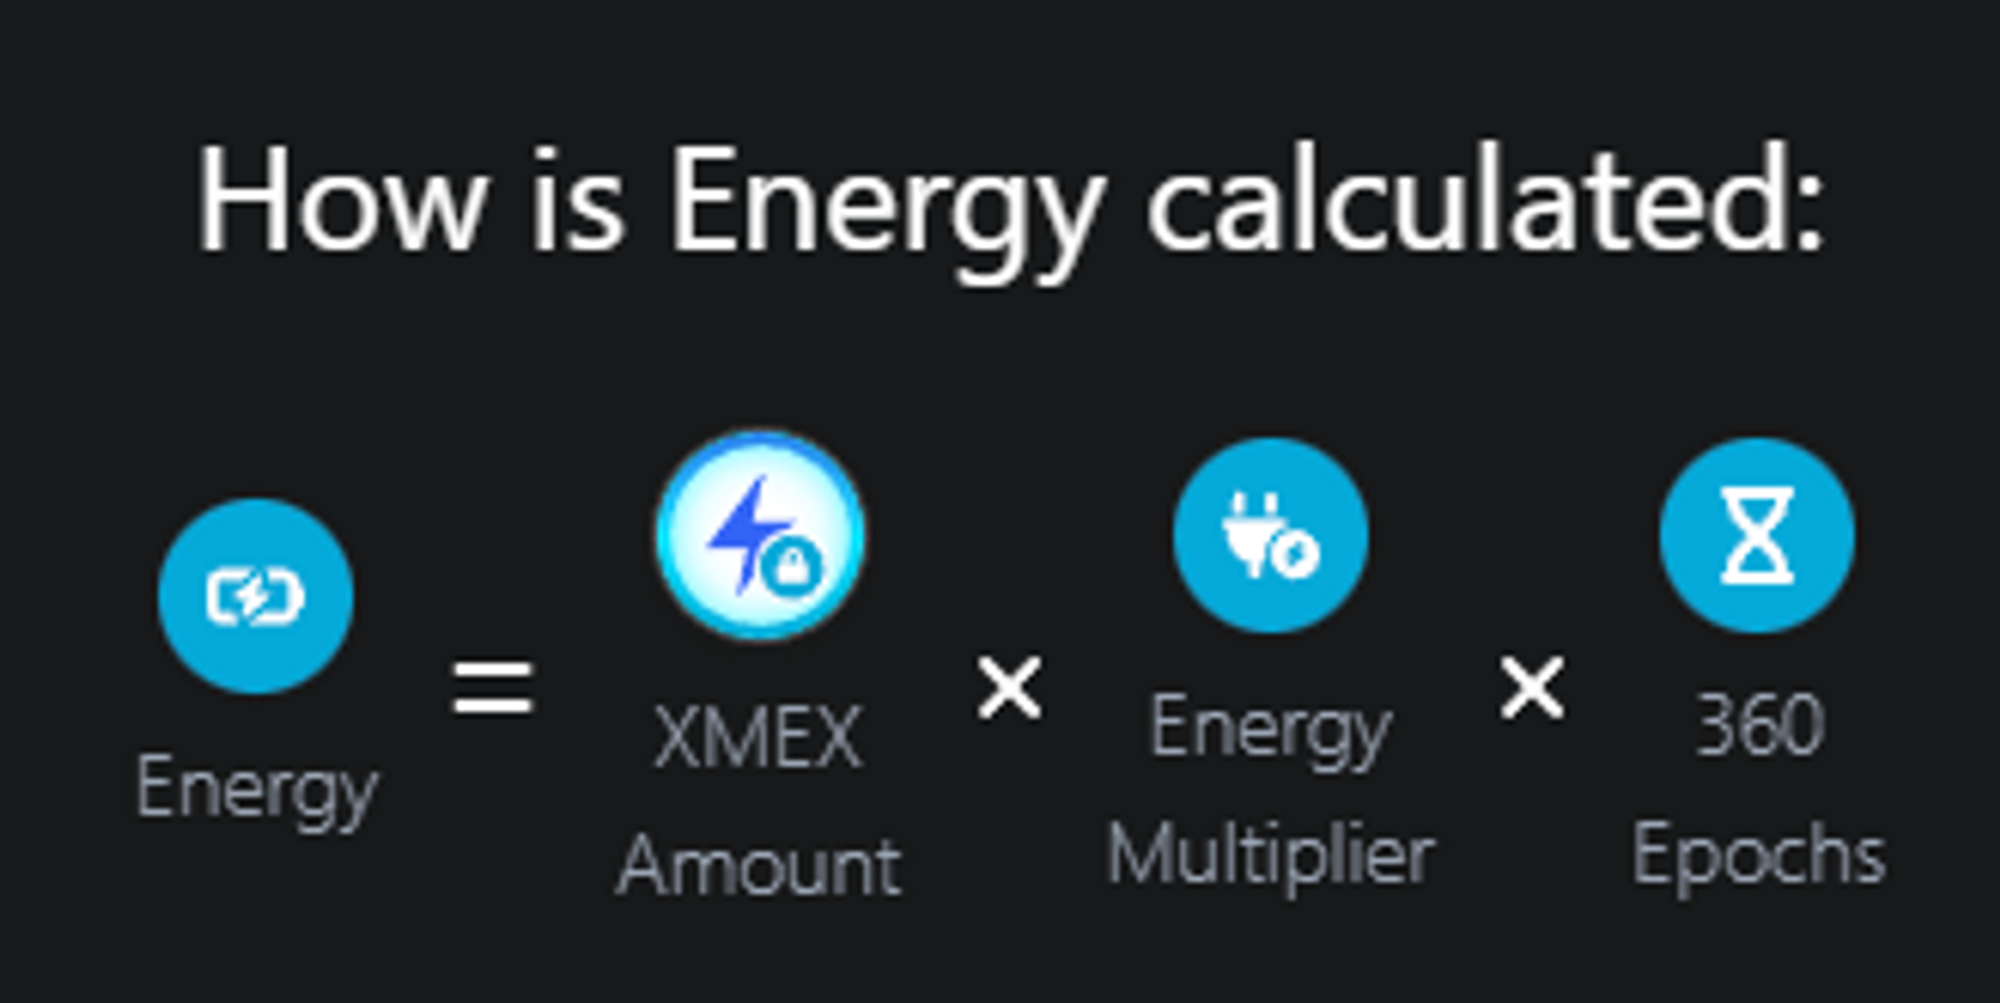 How is Energy calculated:
Energy
=
XMEX
Amount
×
Energy
Multiplier
×
360
Epochs